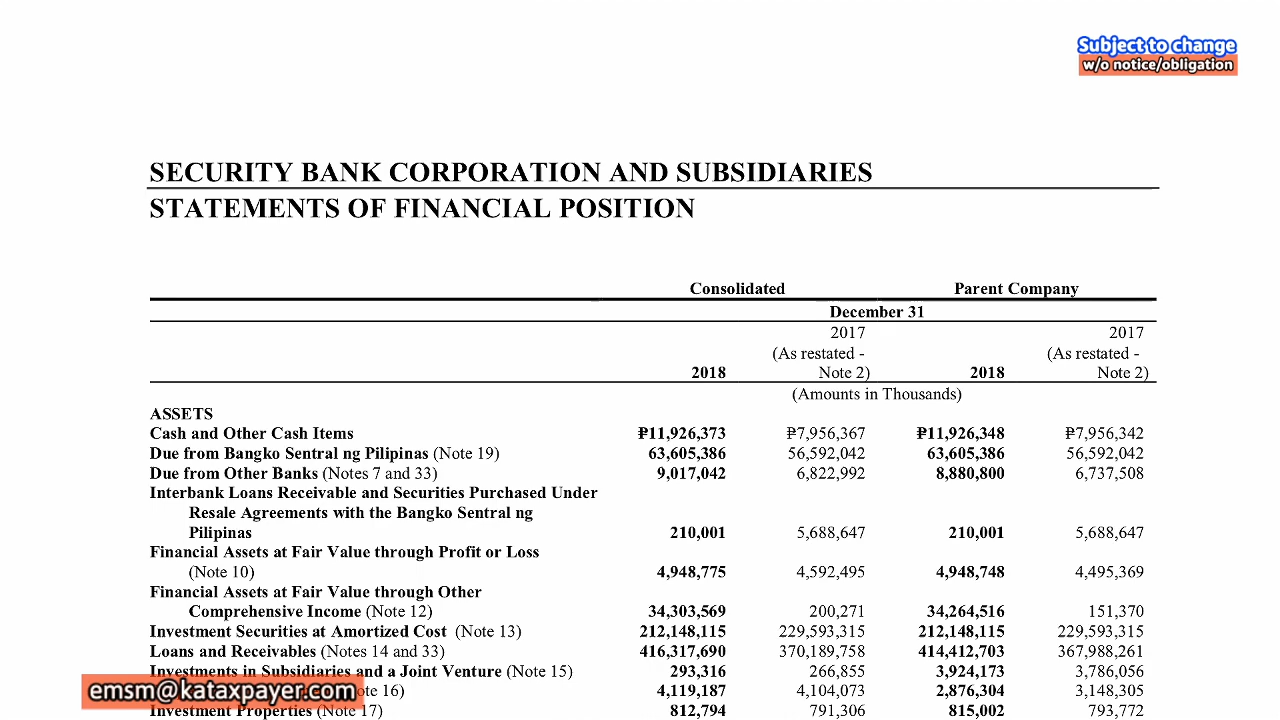 Subject to change
w/o notice/obligation
SECURITY BANK CORPORATION AND SUBSIDIARIES
STATEMENTS OF FINANCIAL POSITION
Consolidated Parent Company
December 31
2017 2017
(As restated - (As restated -
2018 Note 2) 2018 Note 2)
(Amounts in Thousands)
ASSETS
Cash and Other Cash Items ₱11,926,373 ₱7,956,367 ₱11,926,348 ₱7,956,342
Due from Bangko Sentral ng Pilipinas (Note 19) 63,605,386 56,592,042 63,605,386 56,592,042
Due from Other Banks (Notes 7 and 33) 9,017,042 6,822,992 8,880,800 6,737,508
Interbank Loans Receivable and Securities Purchased Under
Resale Agreements with the Bangko Sentral ng
Pilipinas 210,001 5,688,647 210,001 5,688,647
Financial Assets at Fair Value through Profit or Loss
(Note 10) 4,948,775 4,592,495 4,948,748 4,495,369
Financial Assets at Fair Value through Other
Comprehensive Income (Note 12) 34,303,569 200,271 34,264,516 151,370
Investment Securities at Amortized Cost (Note 13) 212,148,115 229,593,315 212,148,115 229,593,315
Loans and Receivables (Notes 14 and 33) 416,317,690 370,189,758 414,412,703 367,988,261
Investments in Subsidiaries and a Joint Venture (Note 15) 293,316 266,855 3,924,173 3,786,056
emsm@kataxpayer.com ote 16) 4,119,187 4,104,073 2,876,304 3,148,305
Investment Properties (Note 17) 812,794 791,306 815,002 793,772